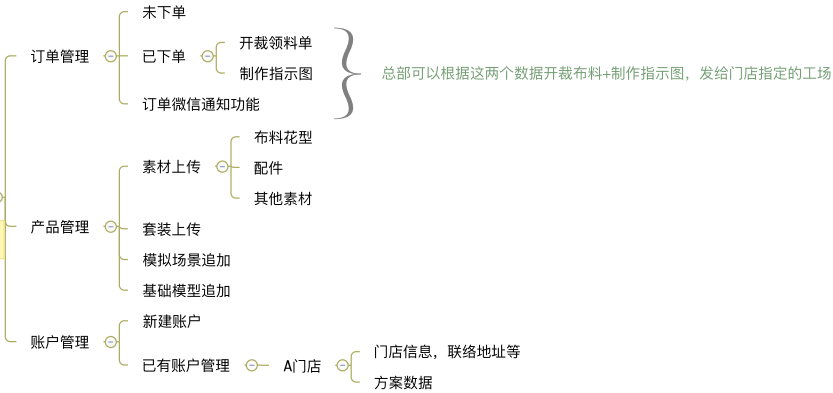 未下单
订单管理
已下单
开裁领料单
制作指示图
总部可以根据这两个数据开裁布料+制作指示图，发给门店指定的工场
订单微信通知功能
布料花型
素材上传
配件
其他素材
产品管理
套装上传
模拟场景追加
基础模型追加
新建账户
账户管理
已有账户管理
A门店
门店信息，联络地址等
方案数据